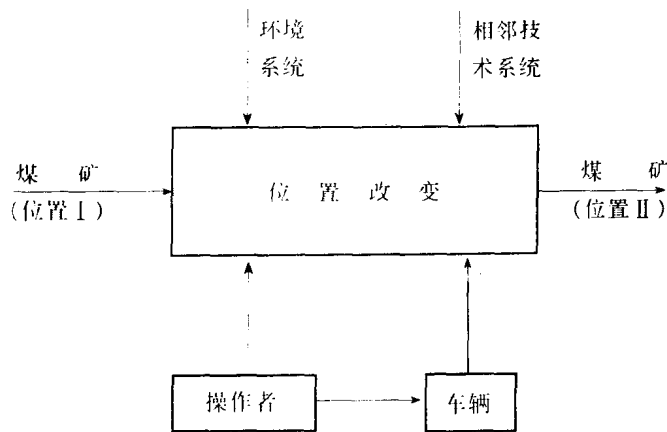 环境
系统
相邻技
术系统
煤 矿
(位置Ⅰ)
位 置 改 变
煤 矿
(位置Ⅱ)
操作者
车辆